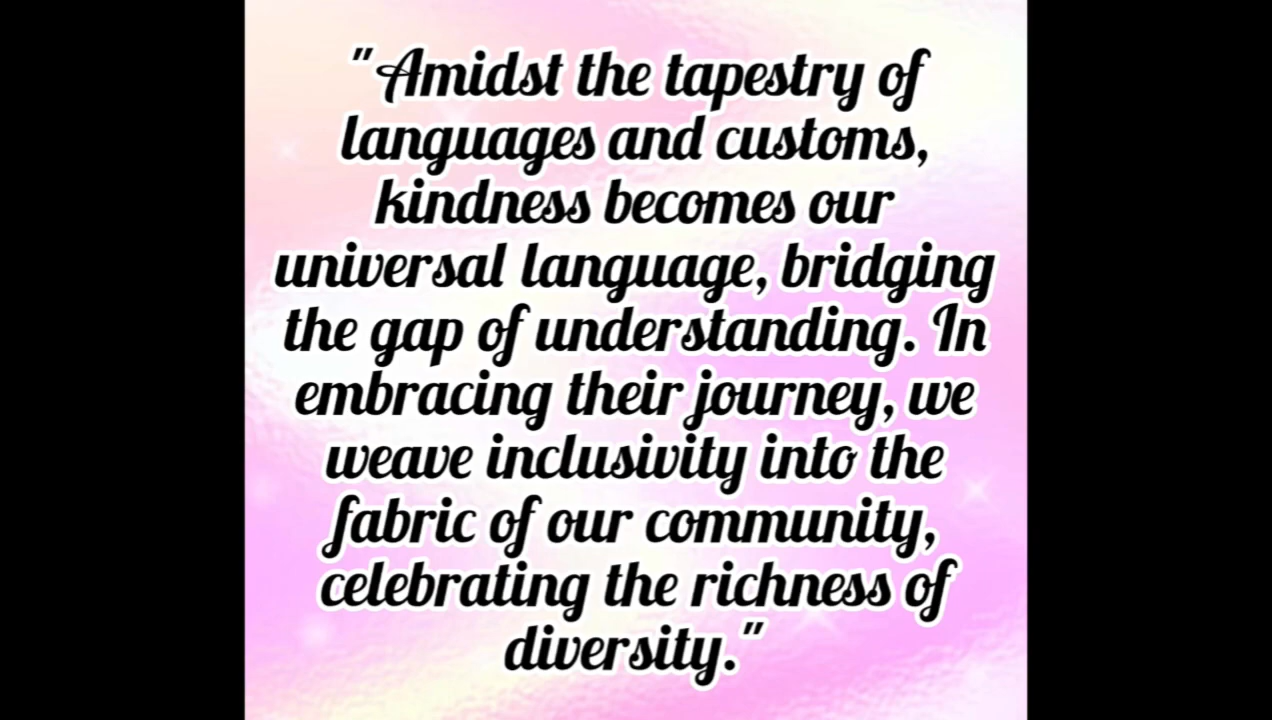 "Amidst the tapestry of
languages and customs,
kindness becomes our
universal language, bridging
the gap of understanding. In
embracing their journey, we
weave inclusivity into the
fabric of our community,
celebrating the richness of
diversity."